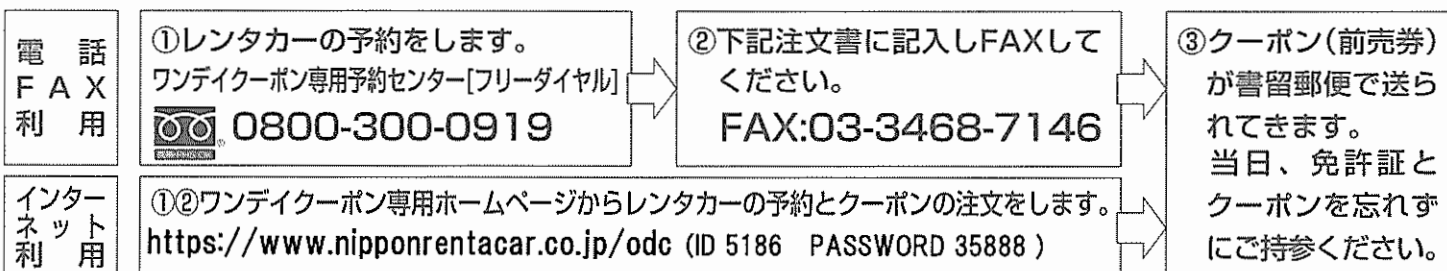 電話
FAX
利用
①レンタカーの予約をします。
ワンデイクーポン専用予約センター[フリーダイヤル]
0800-300-0919
②下記注文書に記入しFAXして
ください。
FAX:03-3468-7146
③クーポン(前売券)
が書留郵便で送ら
れてきます。
当日、免許証と
クーポンを忘れず
にご持参ください。
インター
ネット
利用
①②ワンデイクーポン専用ホームページからレンタカーの予約とクーポンの注文をします。
https://www.nipponrentacar.co.jp/odc (ID 5186 PASSWORD 35888 )